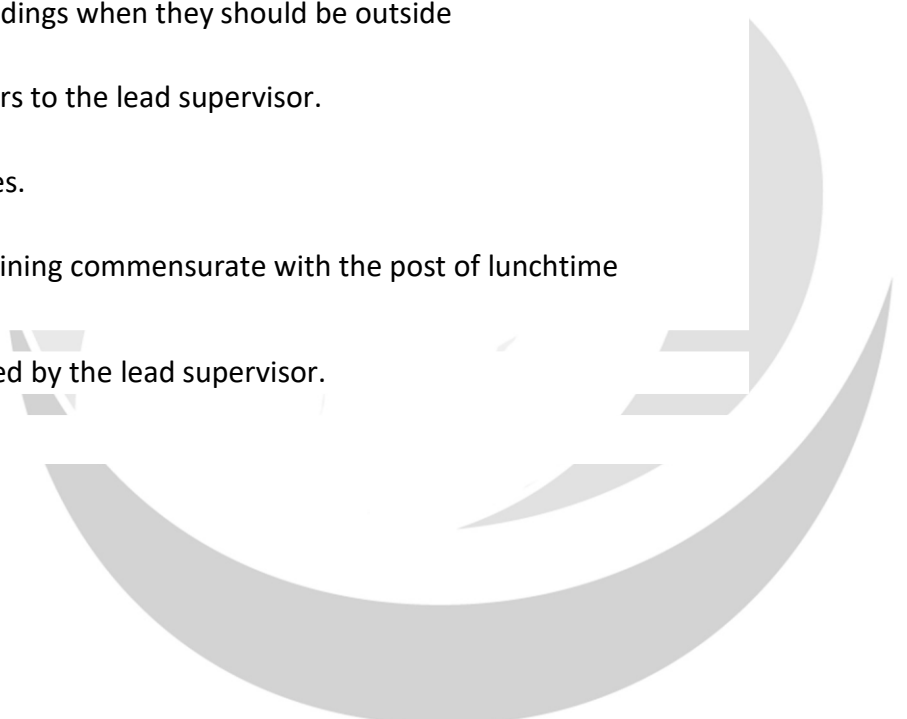 dings when they should be outside
rs to the lead supervisor.
es.
ining commensurate with the post of lunchtime
ed by the lead supervisor.